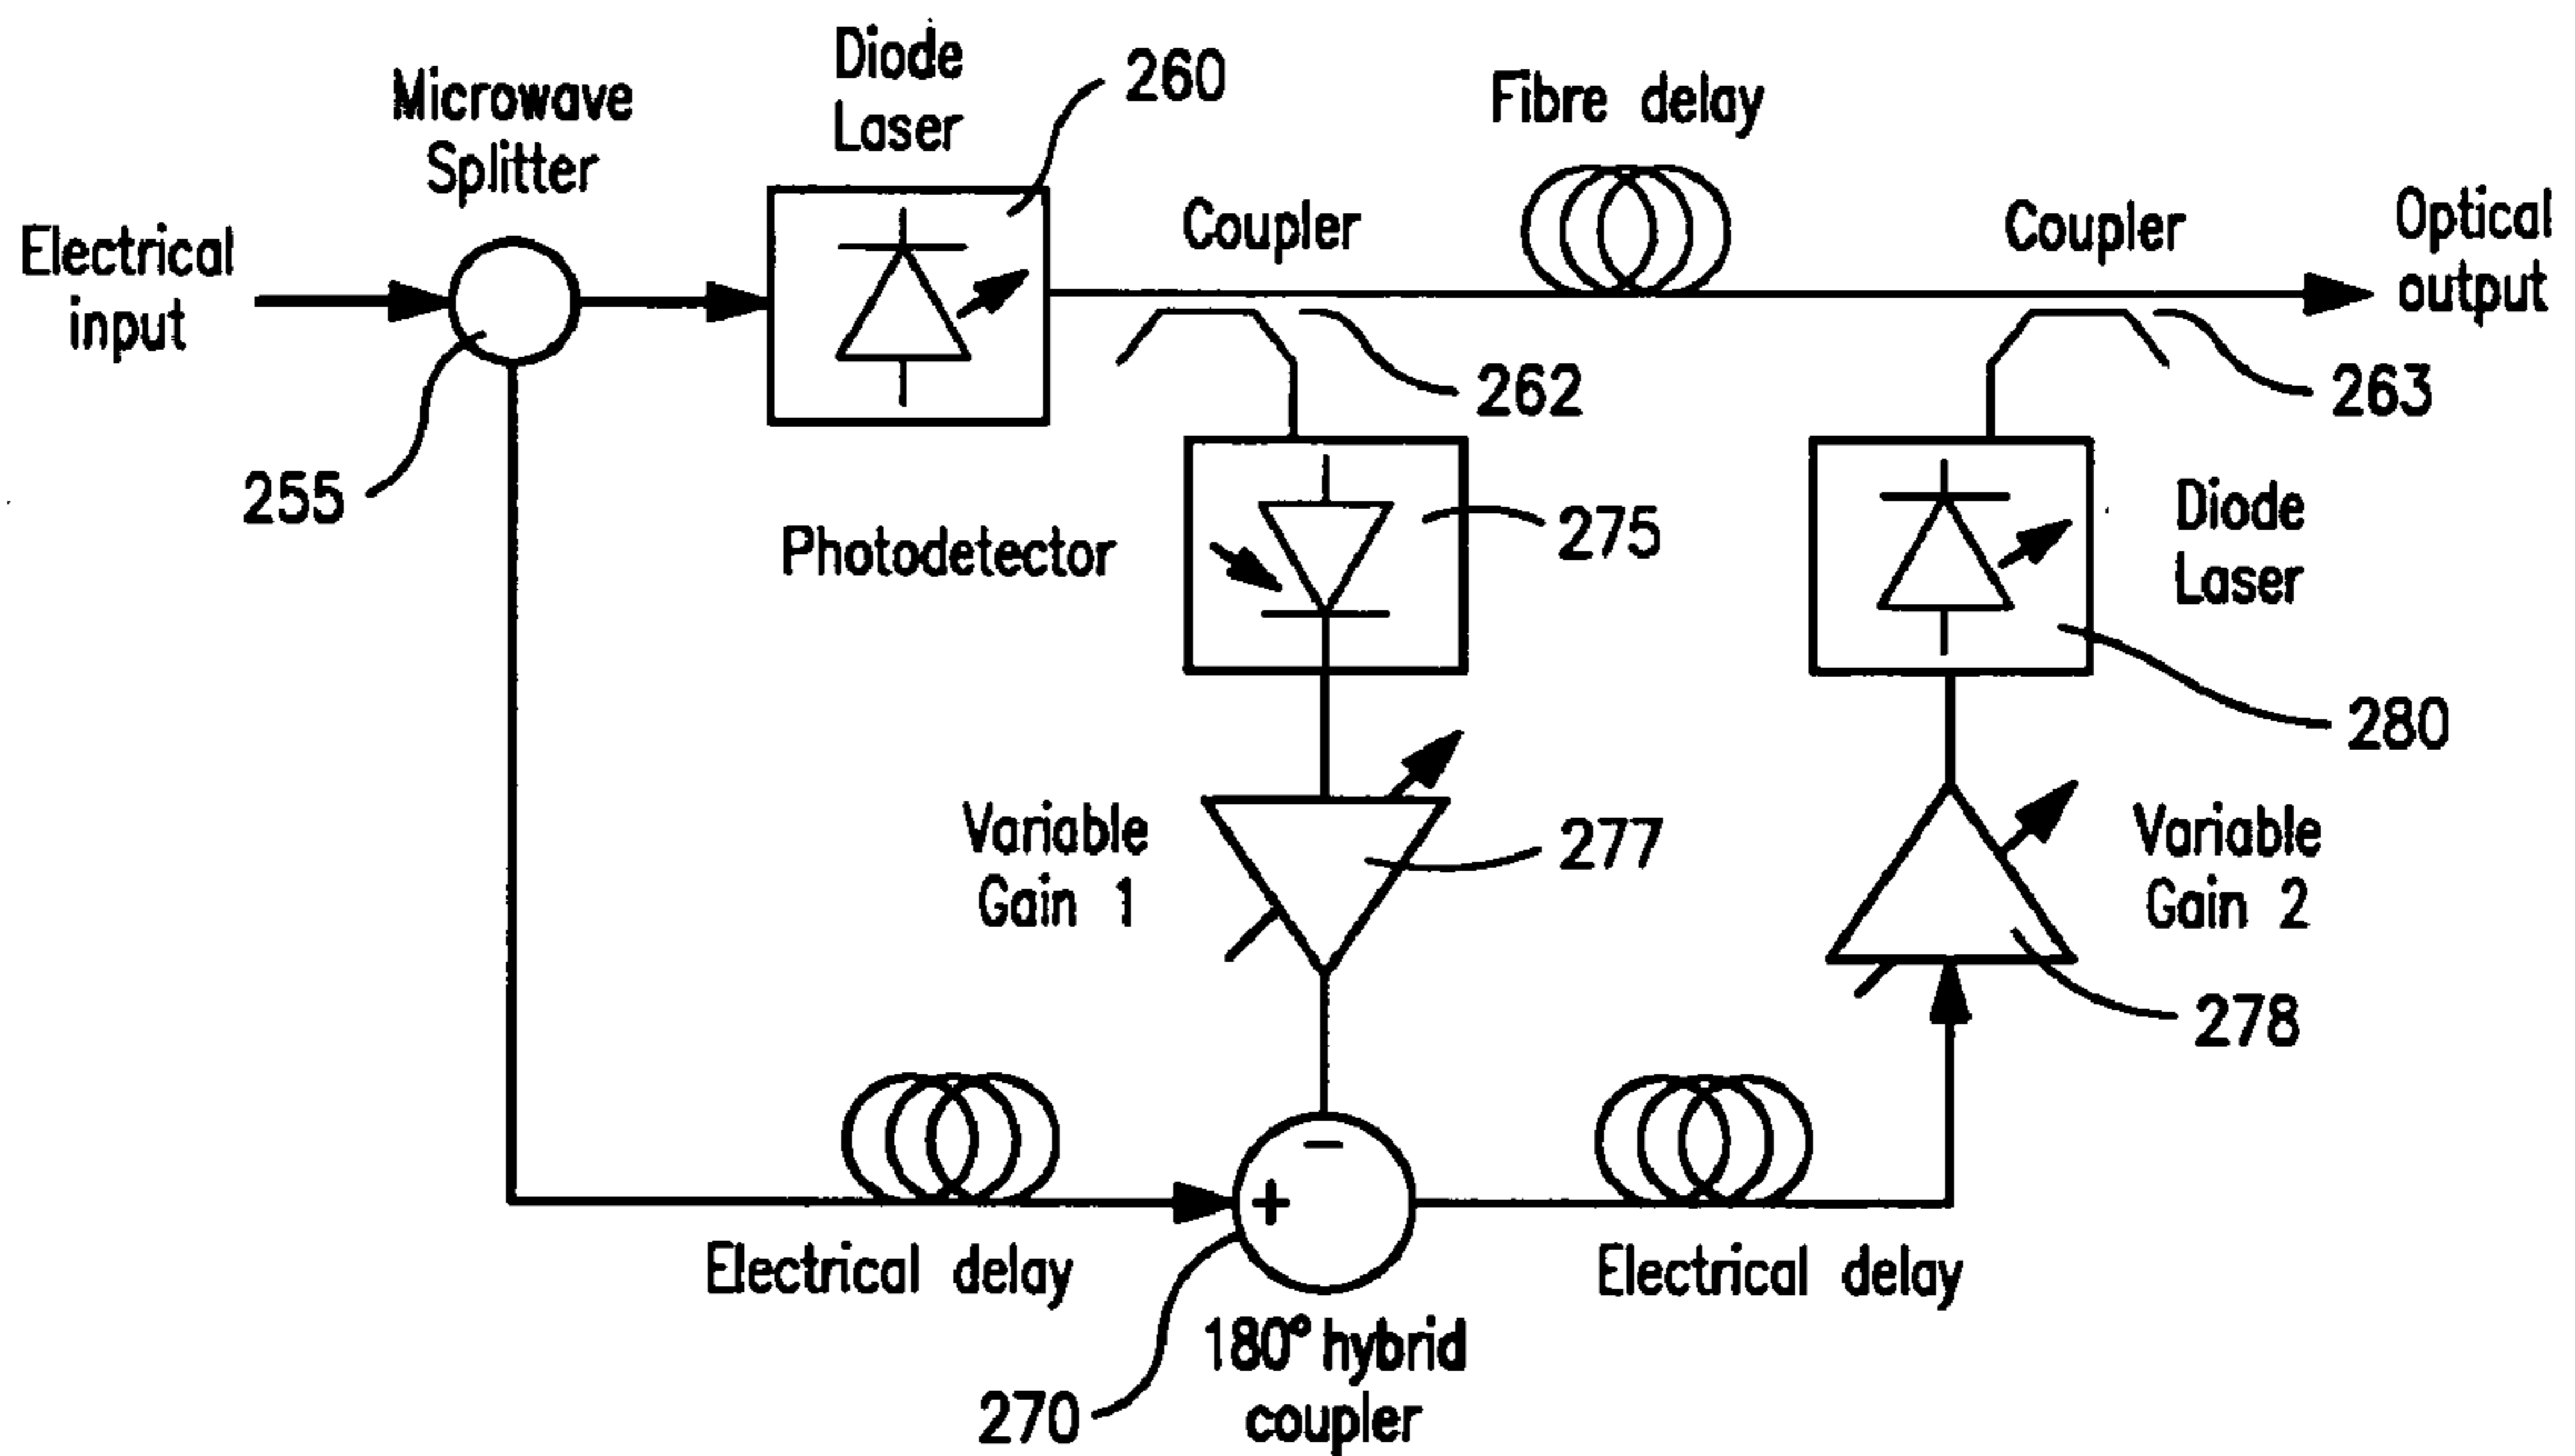 Diode
Laser
260
Microwave
Splitter
Fibre delay
Electrical
input
Coupler
Coupler
Optical
output
255
262
263
Photodetector
275
Diode
Laser
280
Variable
Gain 1
277
Variable
Gain 2
278
−
+
Electrical delay
Electrical delay
180° hybrid
coupler
270